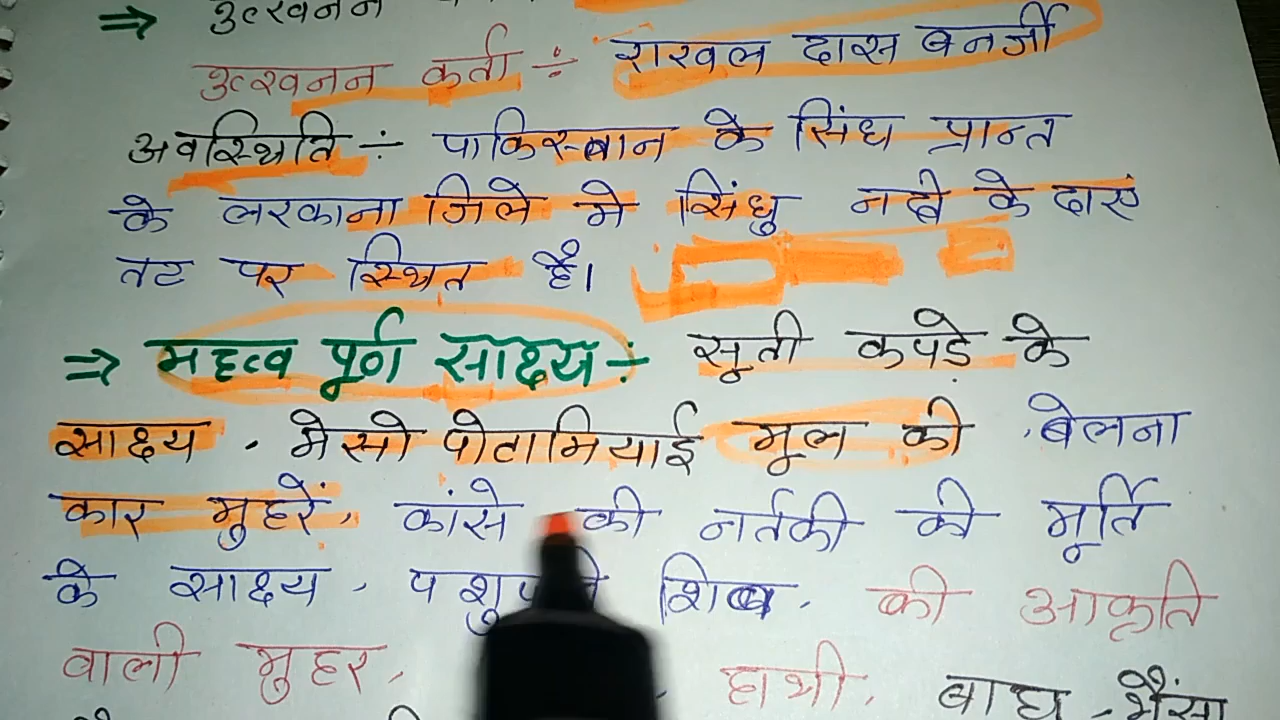 ⇒ उत्खनन
उत्खनन कर्ता ÷ राखल दास बनर्जी
अवस्थिति ÷ पाकिस्तान के सिंध प्रान्त
के लरकाना जिले मे सिंधु नदी के दाएं
तट पर स्थित है।
⇒ महत्व पूर्ण साक्ष्य ÷ सूती कपड़े के
साक्ष्य , मेसो पोटामियाई मूल की , बेलना
कार मुहरें, कांसे की नर्तकी की मूर्ति
के साक्ष्य , शिव , की आकृति
वाली मुहर, हाथी, बाघ , भैंसा